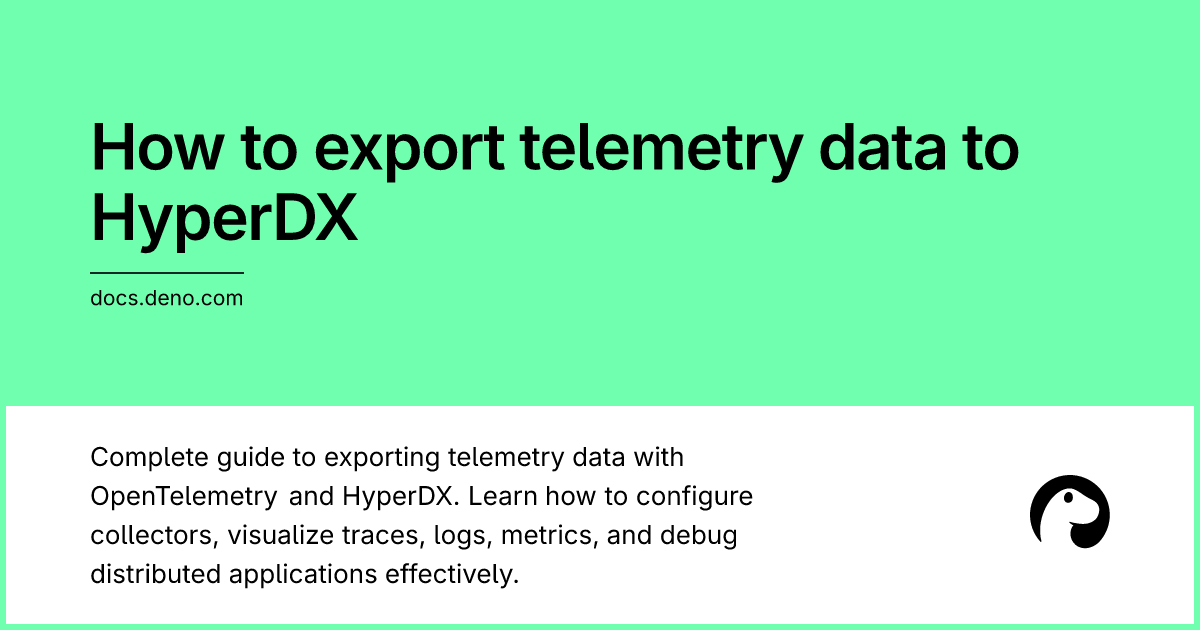 How to export telemetry data to
HyperDX
docs.deno.com
Complete guide to exporting telemetry data with
OpenTelemetry and HyperDX. Learn how to configure
collectors, visualize traces, logs, metrics, and debug
distributed applications effectively.